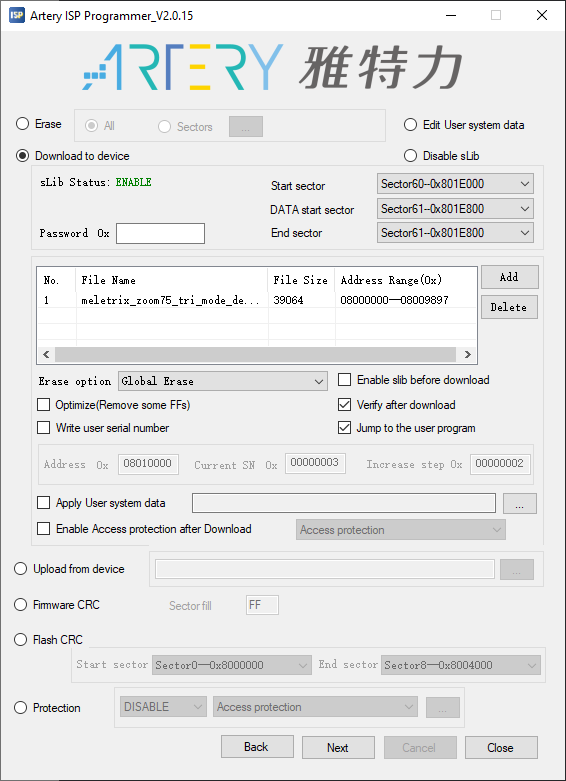 Artery ISP Programmer_V2.0.15
ARTERY 雅特力
Erase All Sectors ... Edit User system data
Download to device Disable sLib
sLib Status: ENABLE Start sector Sector60--0x801E000
DATA start sector Sector61--0x801E800
Password 0x End sector Sector61--0x801E800
No. File Name File Size Address Range(0x) Add
1 meletrix_zoom75_tri_mode_de... 39064 08000000--08009897 Delete
Erase option Global Erase Enable slib before download
Optimize(Remove some FFs) Verify after download
Write user serial number Jump to the user program
Address 0x 08010000 Current SN 0x 00000003 Increase step 0x 00000002
Apply User system data ...
Enable Access protection after Download Access protection
Upload from device ...
Firmware CRC Sector fill FF
Flash CRC
Start sector Sector0--0x8000000 End sector Sector8--0x8004000
Protection DISABLE Access protection ...
Back Next Cancel Close